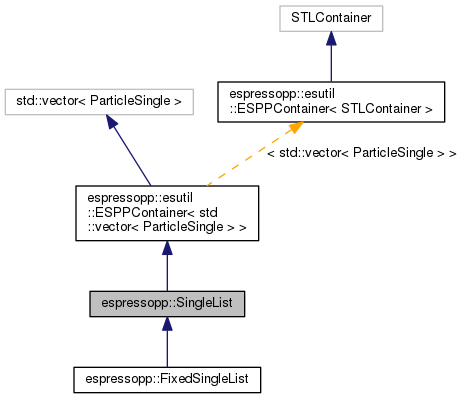 STLContainer
std::vector< ParticleSingle >
espressopp::esutil
::ESPPContainer< STLContainer >
< std::vector< ParticleSingle > >
espressopp::esutil
::ESPPContainer< std
::vector< ParticleSingle > >
espressopp::SingleList
espressopp::FixedSingleList